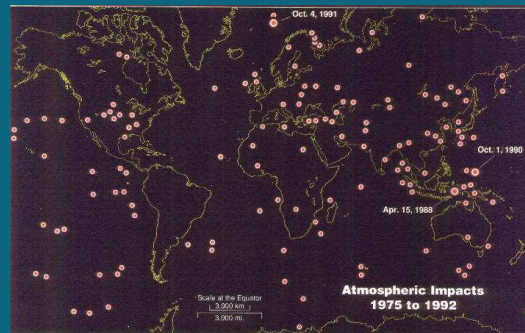 Oct. 4, 1991
Oct. 1, 1990
Apr. 15, 1988
Scale at the Equator
3,000 km
3,000 mi.
Atmospheric Impacts
1975 to 1992